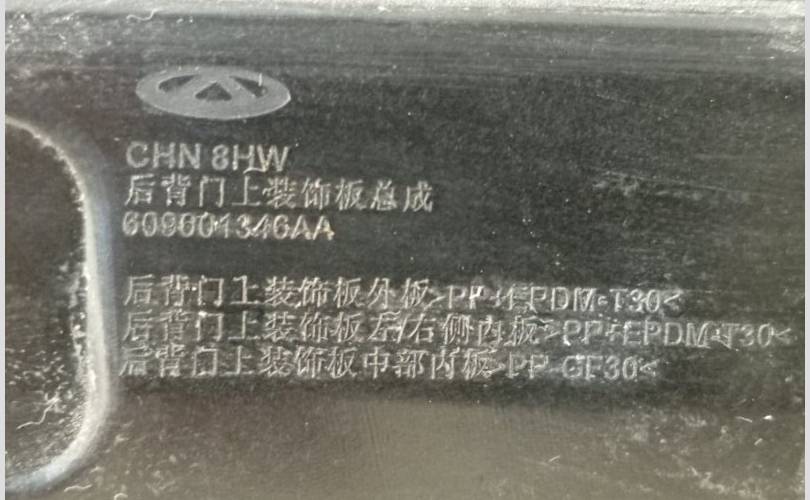 CHN 8HW
后背门上装饰板总成
609601346AA
后背门上装饰板外板>PP+EPDM-T30<
后背门上装饰板左/右侧内板>PP+EPDM-T30<
后背门上装饰板中部内板>PP-GF30<